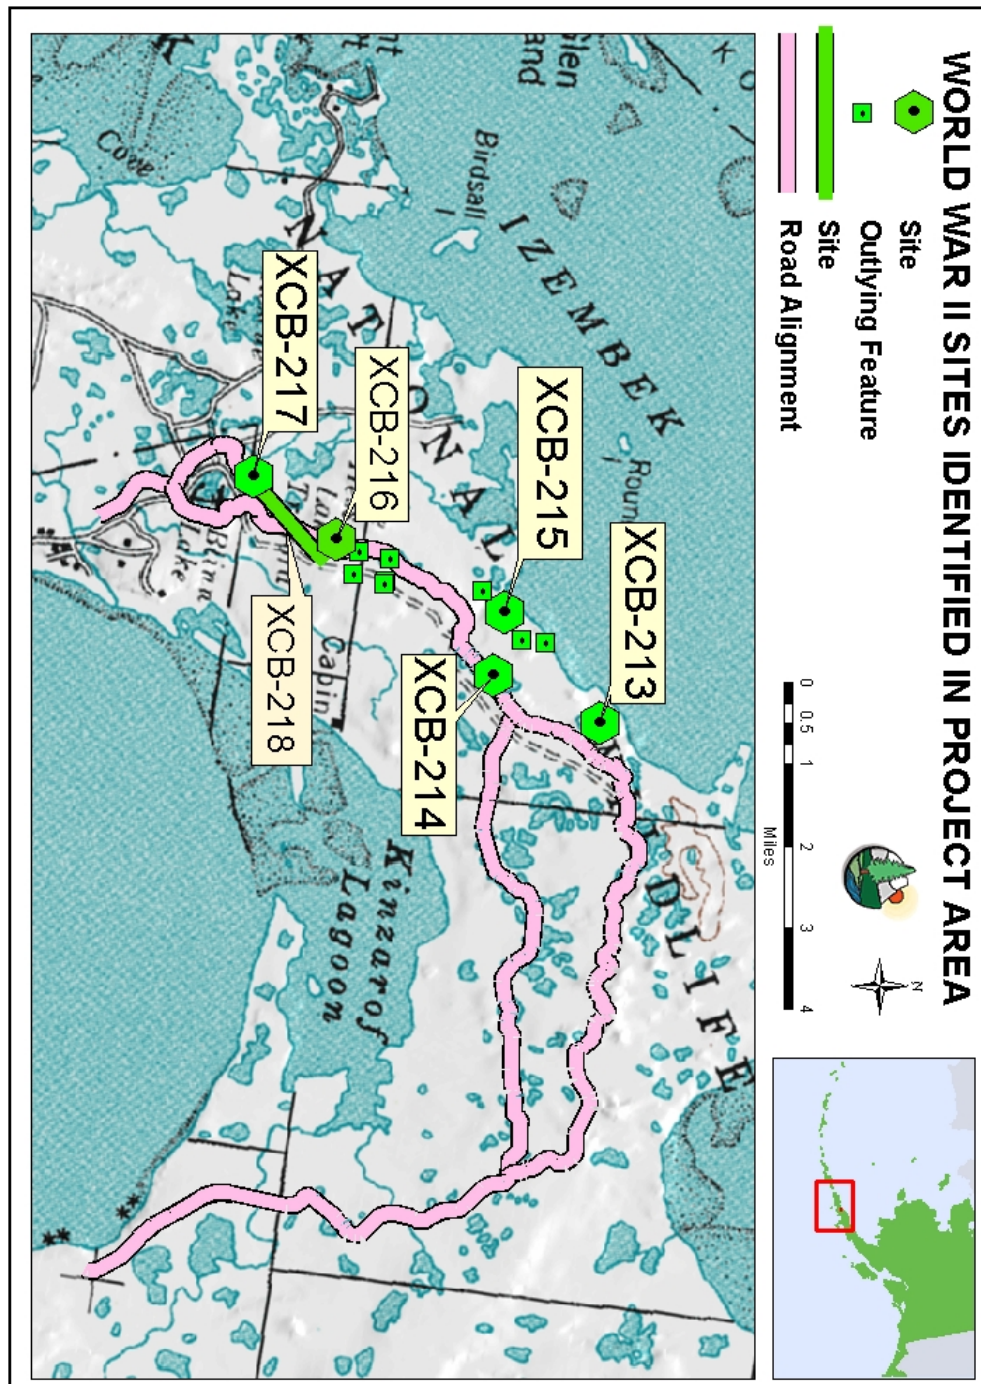 WORLD WAR II SITES IDENTIFIED IN PROJECT AREA
Site
Outlying Feature
Site
Road Alignment
0
0.5
1
2
3
4
Miles
N
IZEMBEK
NATIONAL
Birdsall
I
Cove
Lake
XCB-213
XCB-215
XCB-216
XCB-217
XCB-214
XCB-218
Cabin
Blinn
Lake
Kinzarof
Lagoon